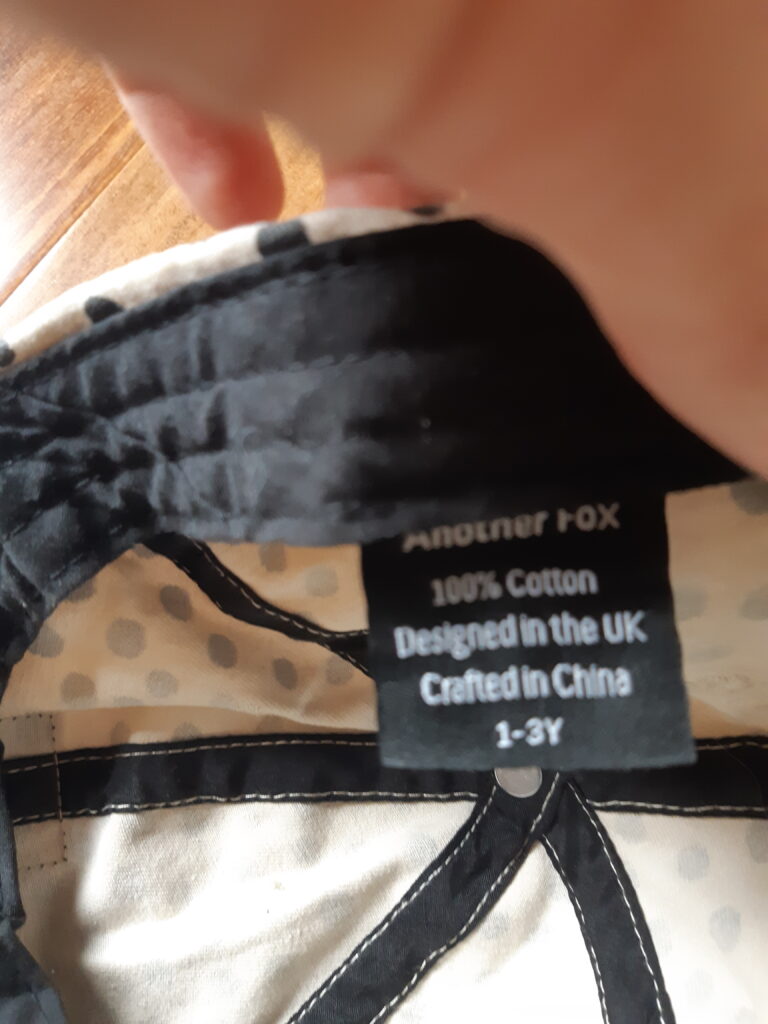 Another Fox
100% Cotton
Designed in the UK
Crafted in China
1-3Y